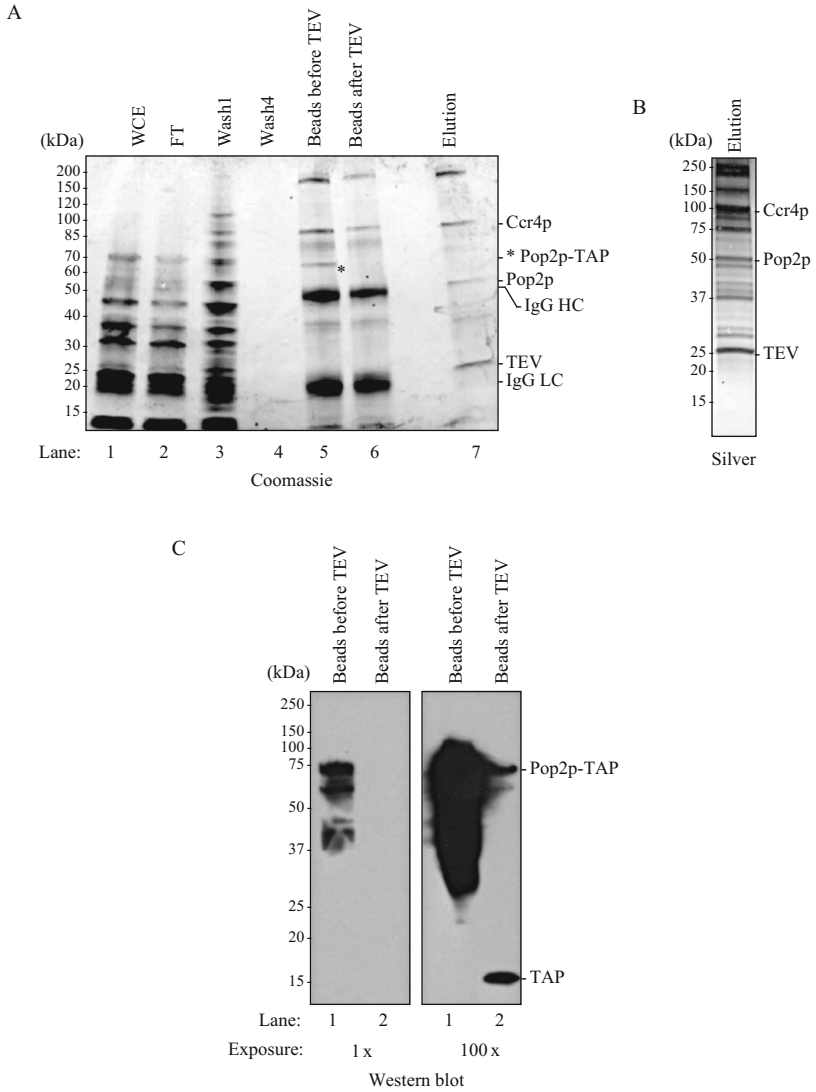 A
(kDa)
WCE
FT
Wash1
Wash4
Beads before TEV
Beads after TEV
Elution
200
150
120
100
85
70
60
50
40
30
25
20
15
Ccr4p
* Pop2p-TAP
Pop2p
IgG HC
TEV
IgG LC
*
Lane: 1 2 3 4 5 6 7
Coomassie
B
(kDa)
Elution
250
150
100
75
50
37
25
20
15
Ccr4p
Pop2p
TEV
Silver
C
(kDa)
Beads before TEV
Beads after TEV
Beads before TEV
Beads after TEV
250
150
100
75
50
37
25
20
15
Pop2p-TAP
TAP
Lane: 1 2 1 2
Exposure: 1 x 100 x
Western blot